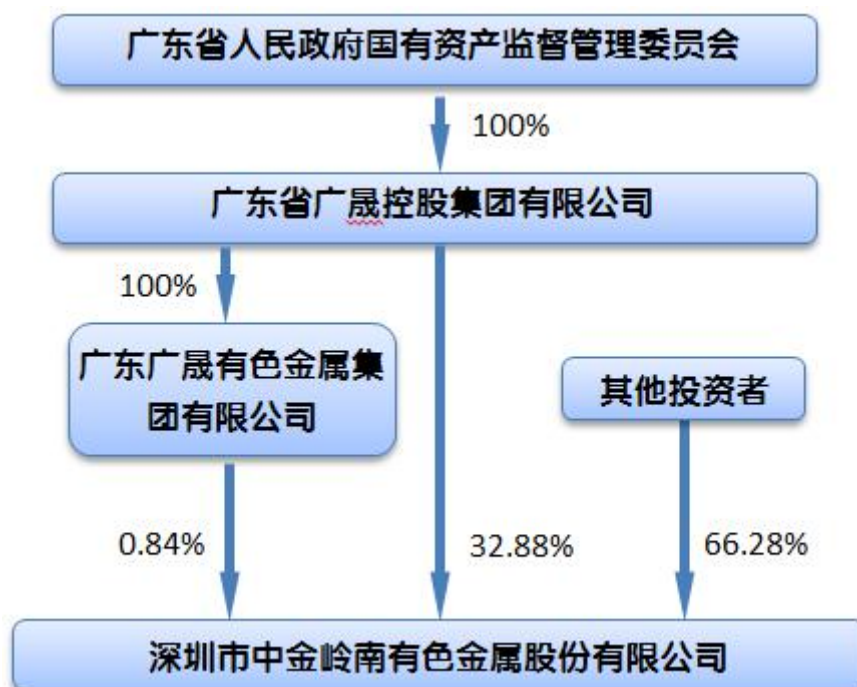 广东省人民政府国有资产监督管理委员会
100%
广东省广晟控股集团有限公司
100%
广东广晟有色金属集
团有限公司
其他投资者
0.84%
32.88%
66.28%
深圳市中金岭南有色金属股份有限公司